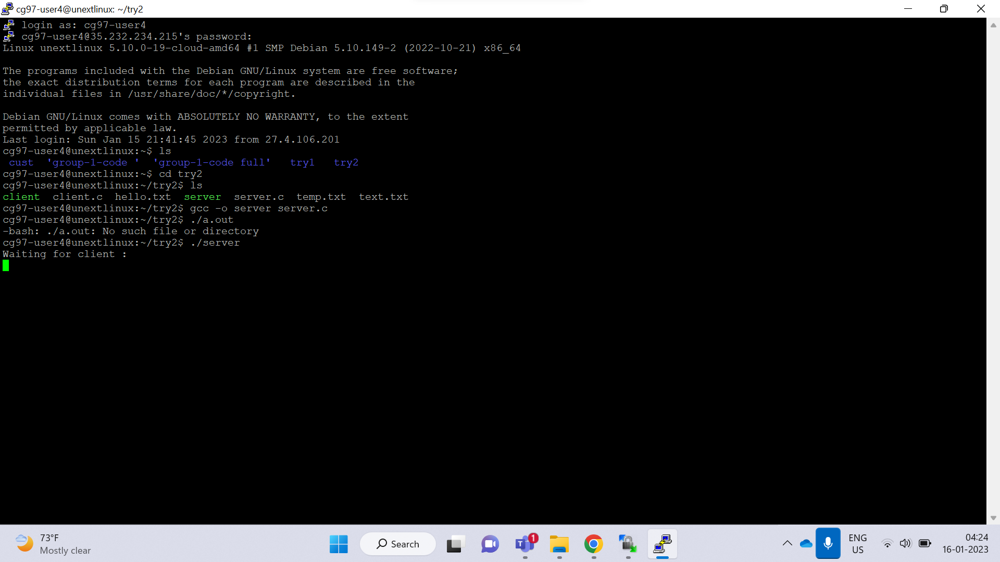 cg97-user4@unextlinux: ~/try2
login as: cg97-user4
cg97-user4@35.232.234.215's password:
Linux unextlinux 5.10.0-19-cloud-amd64 #1 SMP Debian 5.10.149-2 (2022-10-21) x86_64
The programs included with the Debian GNU/Linux system are free software;
the exact distribution terms for each program are described in the
individual files in /usr/share/doc/*/copyright.
Debian GNU/Linux comes with ABSOLUTELY NO WARRANTY, to the extent
permitted by applicable law.
Last login: Sun Jan 15 21:41:45 2023 from 27.4.106.201
cg97-user4@unextlinux:~$ ls
cust  'group-1-code '  'group-1-code full'   try1   try2
cg97-user4@unextlinux:~$ cd try2
cg97-user4@unextlinux:~/try2$ ls
client  client.c  hello.txt  server  server.c  temp.txt  text.txt
cg97-user4@unextlinux:~/try2$ gcc -o server server.c
cg97-user4@unextlinux:~/try2$ ./a.out
-bash: ./a.out: No such file or directory
cg97-user4@unextlinux:~/try2$ ./server
Waiting for client :
73°F
Mostly clear
Search
T
1
ENG
US
04:24
16-01-2023